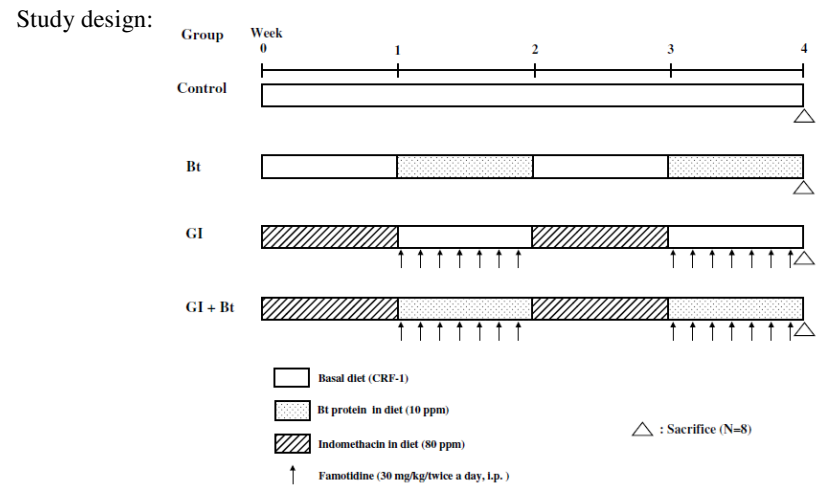 Study design:
Group Week
0 1 2 3 4
Control
Bt
GI
GI + Bt
Basal diet (CRF-1)
Bt protein in diet (10 ppm)
: Sacrifice (N=8)
Indomethacin in diet (80 ppm)
Famotidine (30 mg/kg/twice a day, i.p. )